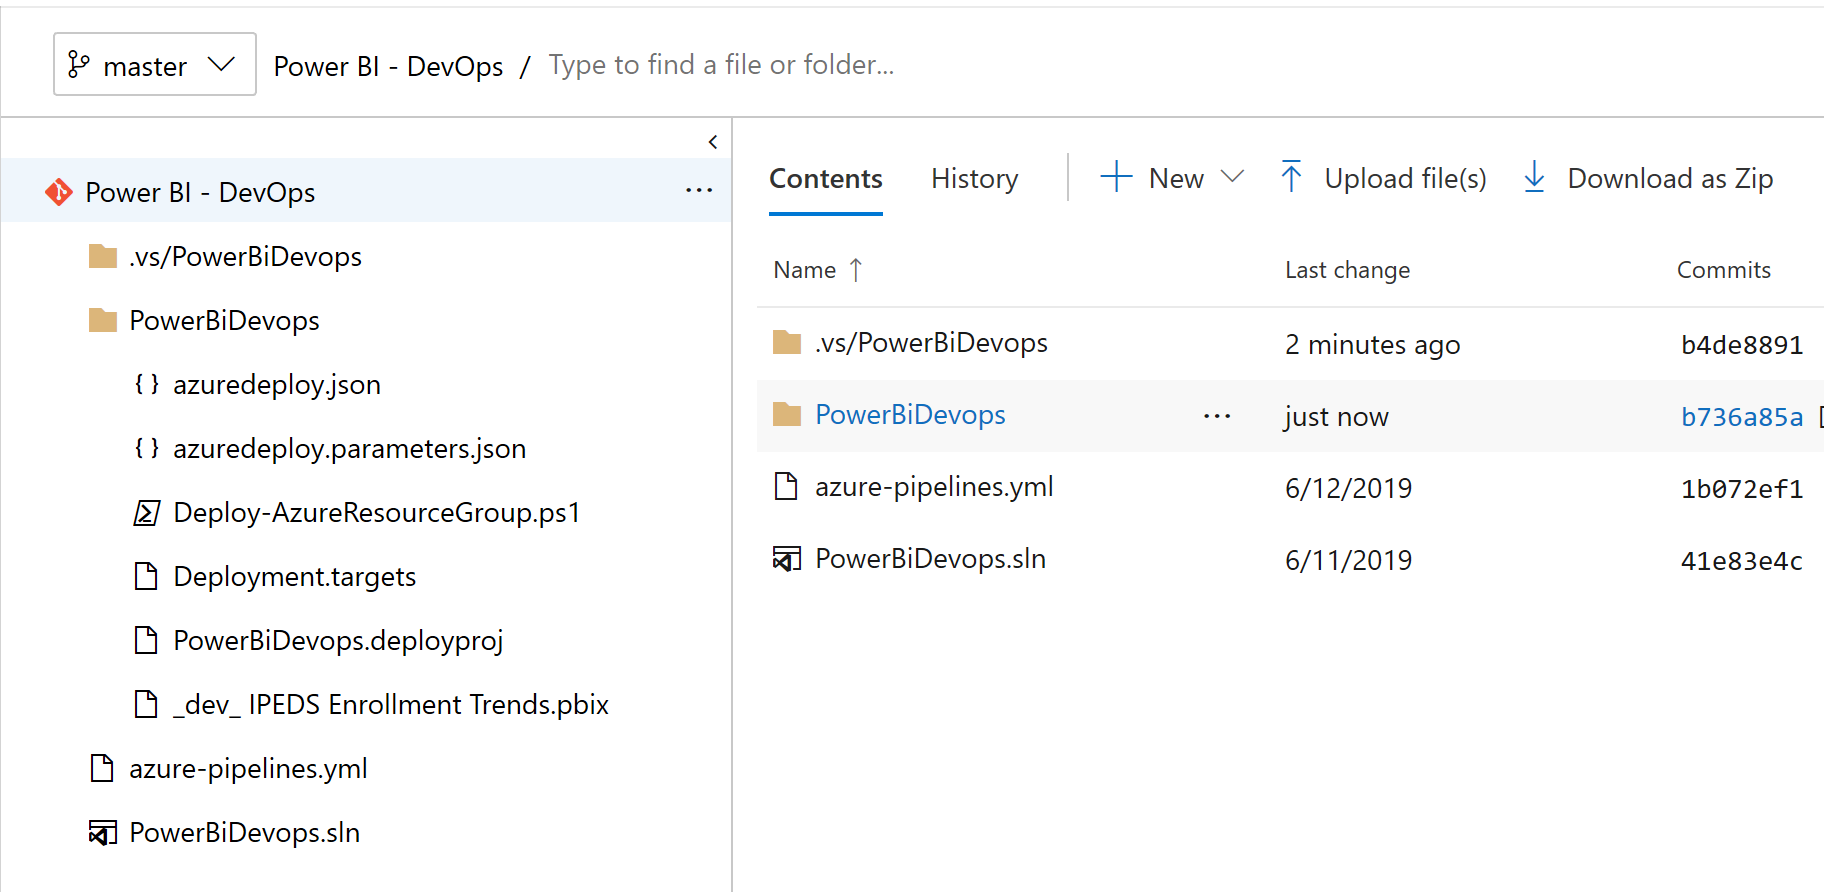 master Power BI - DevOps / Type to find a file or folder...
Power BI - DevOps
.vs/PowerBiDevops
PowerBiDevops
{ } azuredeploy.json
{ } azuredeploy.parameters.json
Deploy-AzureResourceGroup.ps1
Deployment.targets
PowerBiDevops.deployproj
_dev_ IPEDS Enrollment Trends.pbix
azure-pipelines.yml
PowerBiDevops.sln
Contents History New Upload file(s) Download as Zip
Name ↑ Last change Commits
.vs/PowerBiDevops 2 minutes ago b4de8891
PowerBiDevops ... just now b736a85a
azure-pipelines.yml 6/12/2019 1b072ef1
PowerBiDevops.sln 6/11/2019 41e83e4c